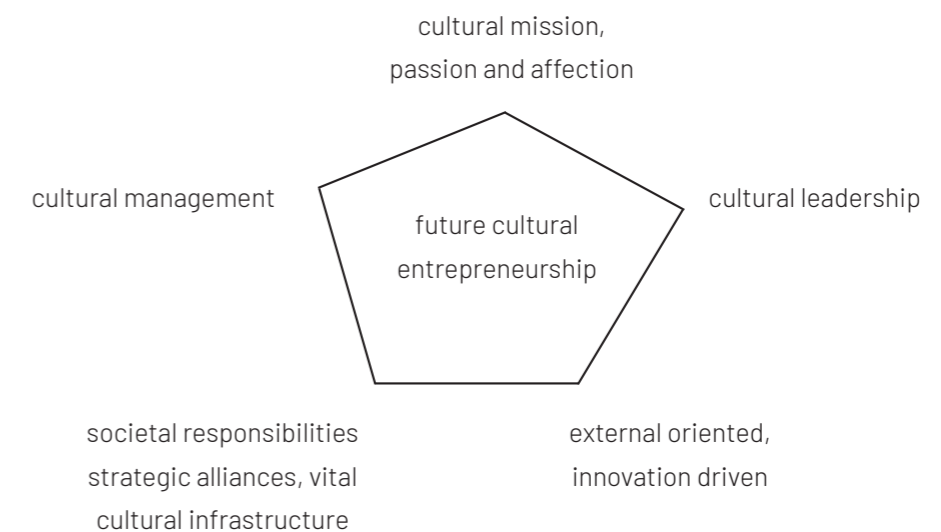 cultural mission,
passion and affection
cultural management
cultural leadership
future cultural
entrepreneurship
societal responsibilities
strategic alliances, vital
cultural infrastructure
external oriented,
innovation driven